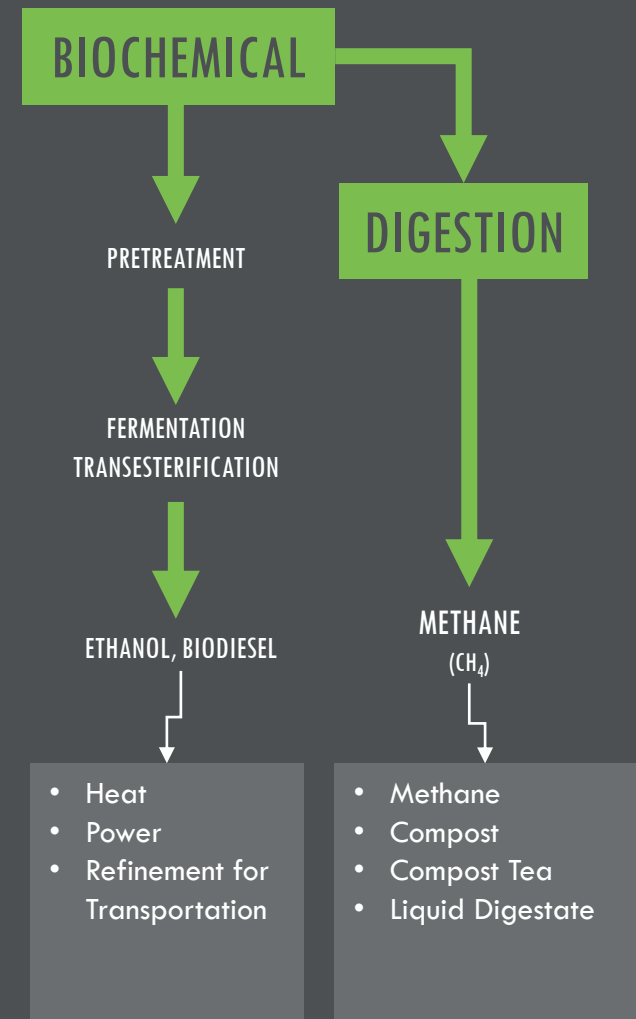 BIOCHEMICAL
DIGESTION
PRETREATMENT
FERMENTATION
TRANSESTERIFICATION
ETHANOL, BIODIESEL
METHANE
(CH₄)
• Heat
• Power
• Refinement for
Transportation
• Methane
• Compost
• Compost Tea
• Liquid Digestate